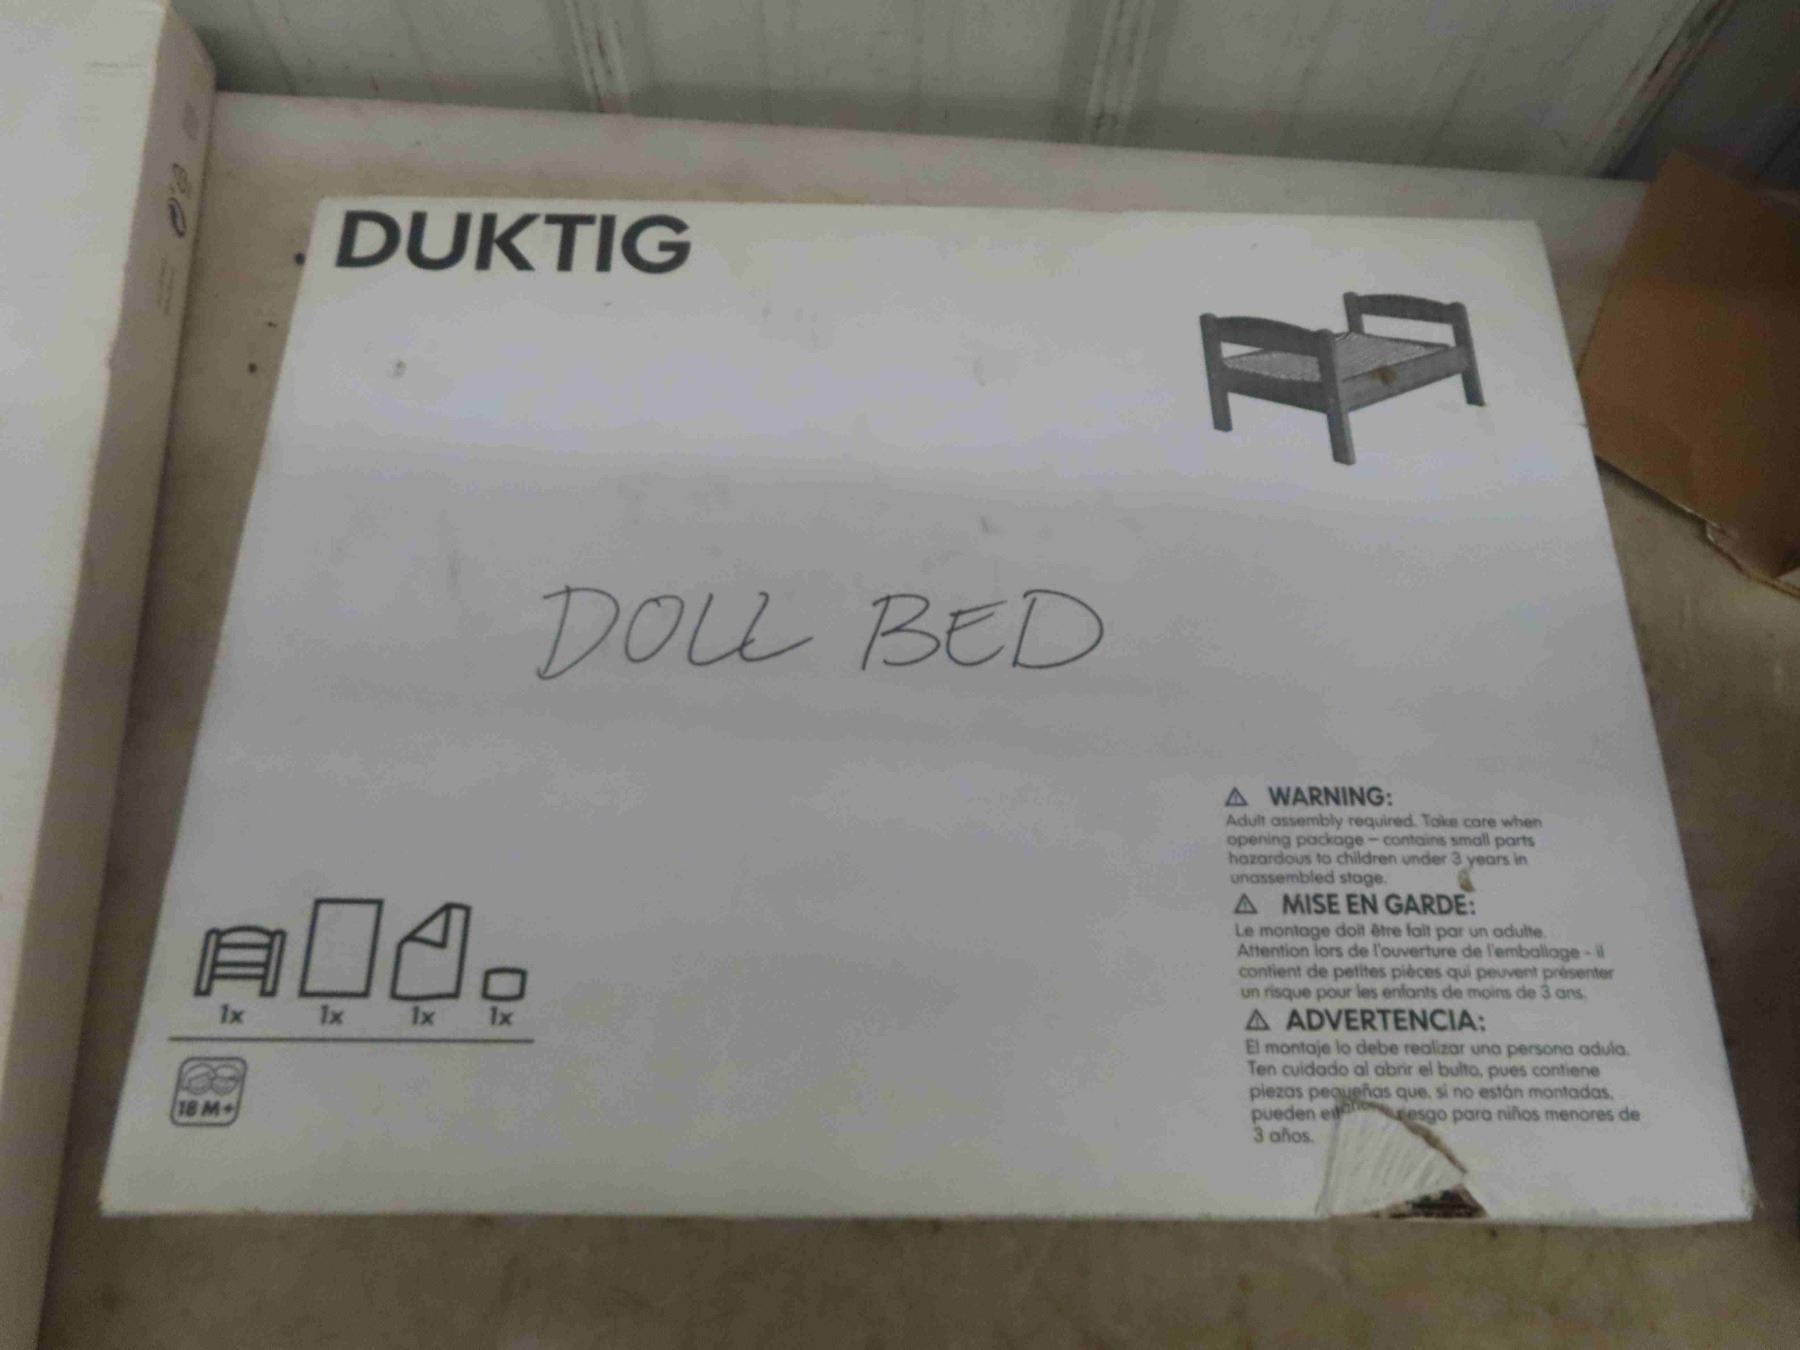 DUKTIG
DOLL BED
WARNING:
Adult assembly required. Take care when
opening package – contains small parts
hazardous to children under 3 years in
unassembled stage.
MISE EN GARDE:
Le montage doit être fait par un adulte.
Attention lors de l'ouverture de l'emballage - il
contient de petites pièces qui peuvent présenter
un risque pour les enfants de moins de 3 ans.
ADVERTENCIA:
El montaje lo debe realizar una persona adula.
Ten cuidado al abrir el bulto, pues contiene
piezas pequeñas que, si no están montadas,
pueden para niños menores de
3 años.
1x 1x 1x 1x
18 M+